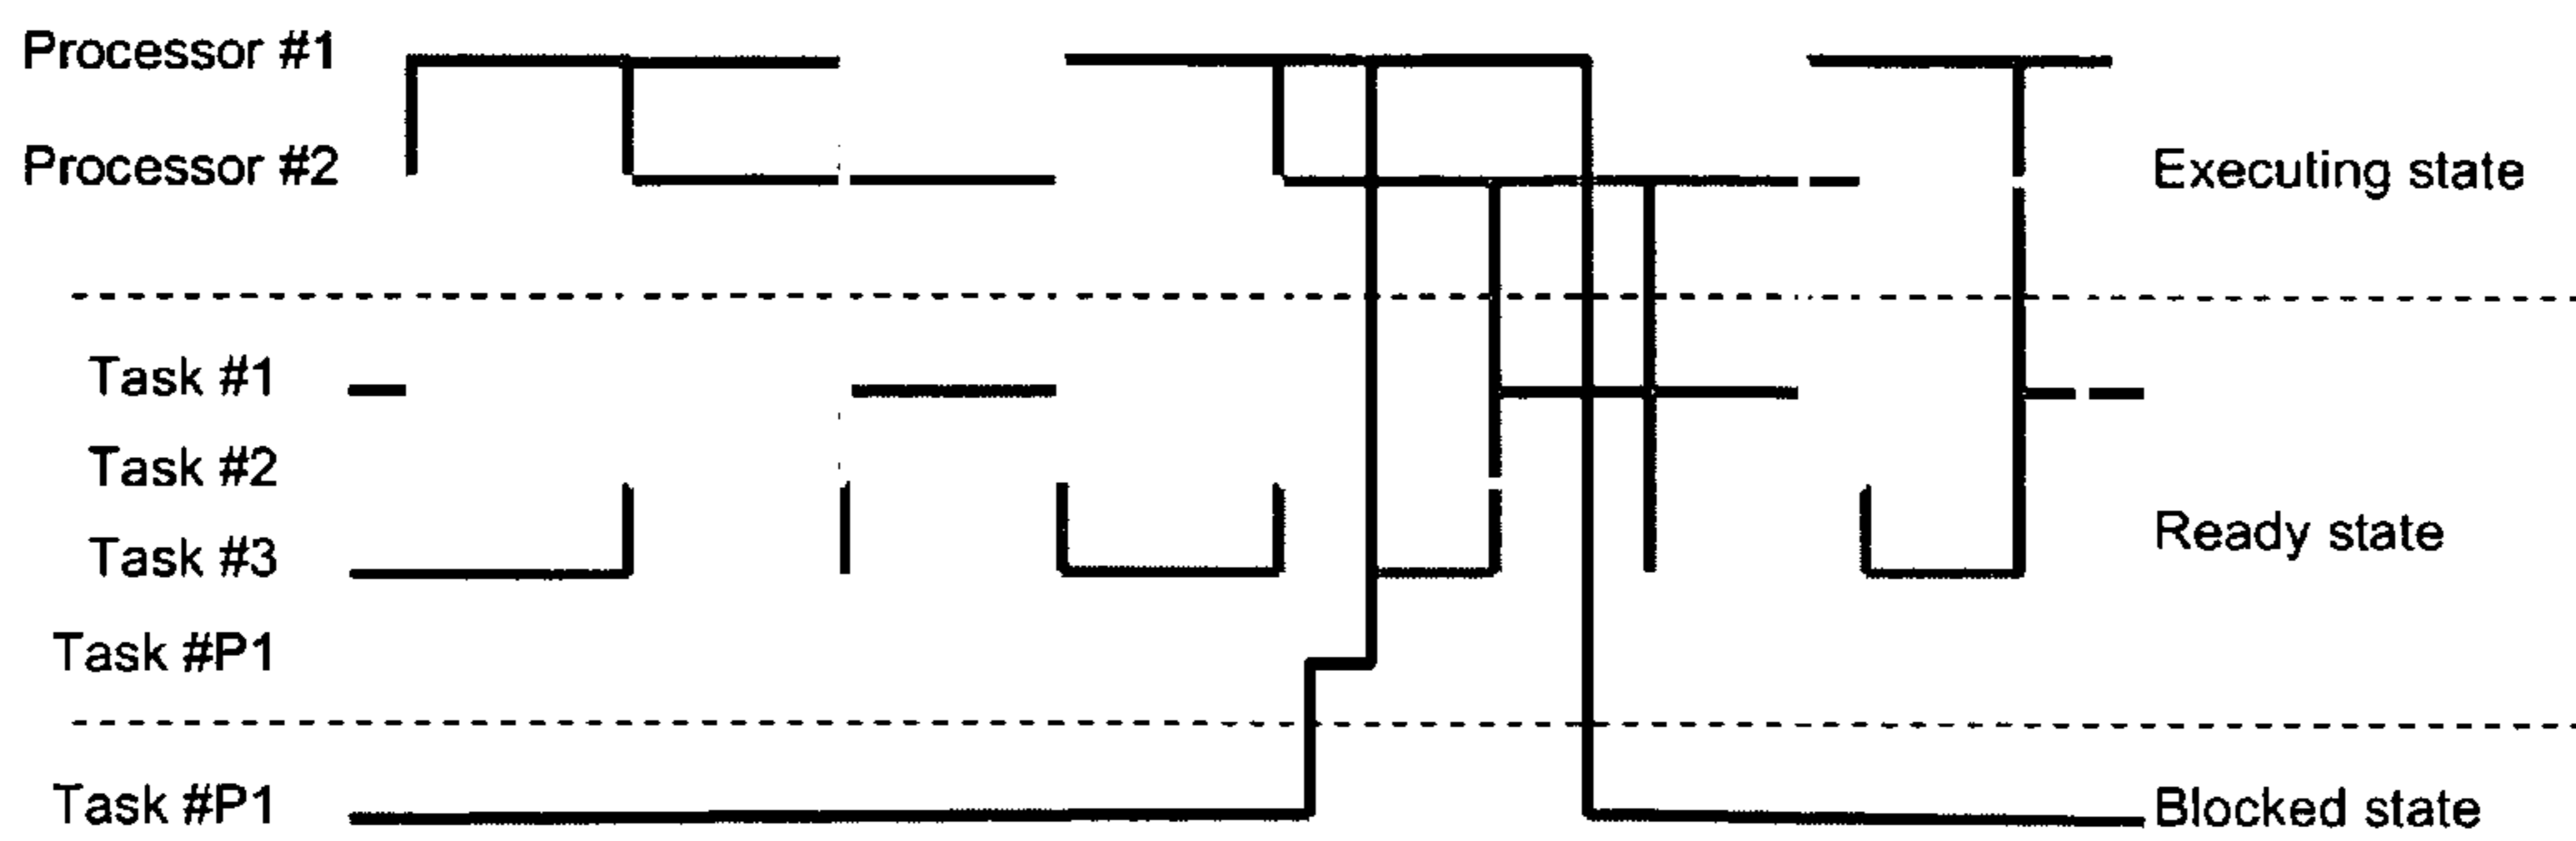 Processor #1
Processor #2
Executing state
Task #1
Task #2
Task #3
Ready state
Task #P1
Task #P1
Blocked state